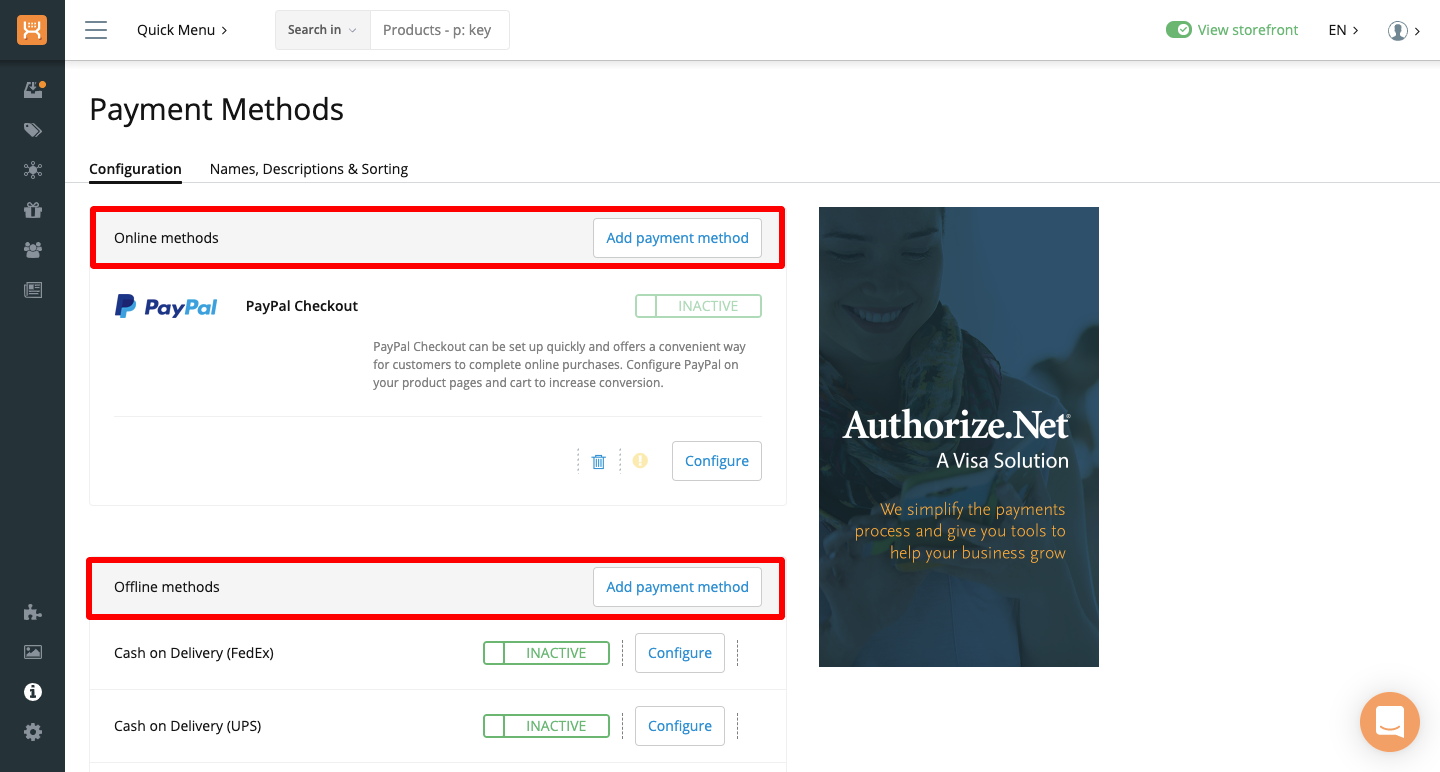 Quick Menu
Search in
Products - p: key
View storefront
EN
Payment Methods
Configuration
Names, Descriptions & Sorting
Online methods
Add payment method
PayPal
PayPal Checkout
INACTIVE
PayPal Checkout can be set up quickly and offers a convenient way
for customers to complete online purchases. Configure PayPal on
your product pages and cart to increase conversion.
Configure
Offline methods
Add payment method
Cash on Delivery (FedEx)
INACTIVE
Configure
Cash on Delivery (UPS)
INACTIVE
Configure
Authorize.Net®
A Visa Solution
We simplify the payments
process and give you tools to
help your business grow